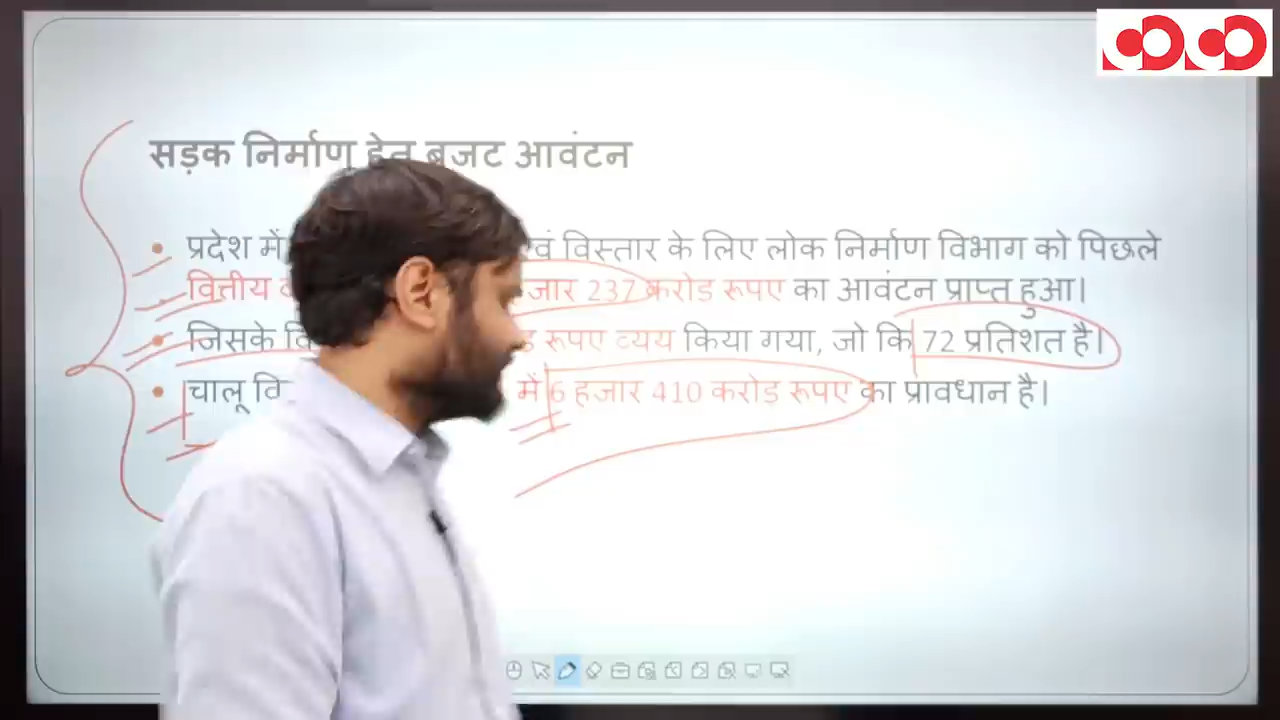 सड़क निर्माण हेतु बजट आवंटन
प्रदेश में एवं विस्तार के लिए लोक निर्माण विभाग को पिछले
वित्तीय हजार 237 करोड रूपए का आवंटन प्राप्त हुआ।
जिसके रूपए व्यय किया गया, जो कि 72 प्रतिशत है।
चालू में 6 हजार 410 करोड़ रूपए का प्रावधान है।